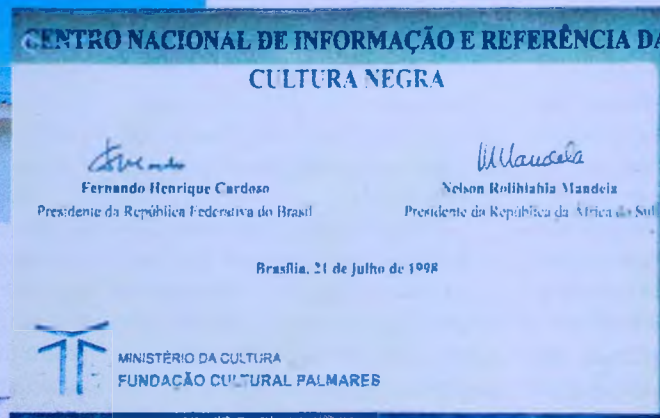 CENTRO NACIONAL DE INFORMAÇÃO E REFERÊNCIA DA
CULTURA NEGRA
Fernando Henrique Cardoso
Presidente da República Federativa do Brasil
Nelson Rolihlahla Mandela
Presidente da República da África do Sul
Brasília, 21 de julho de 1998
MINISTÉRIO DA CULTURA
FUNDAÇÃO CULTURAL PALMARES